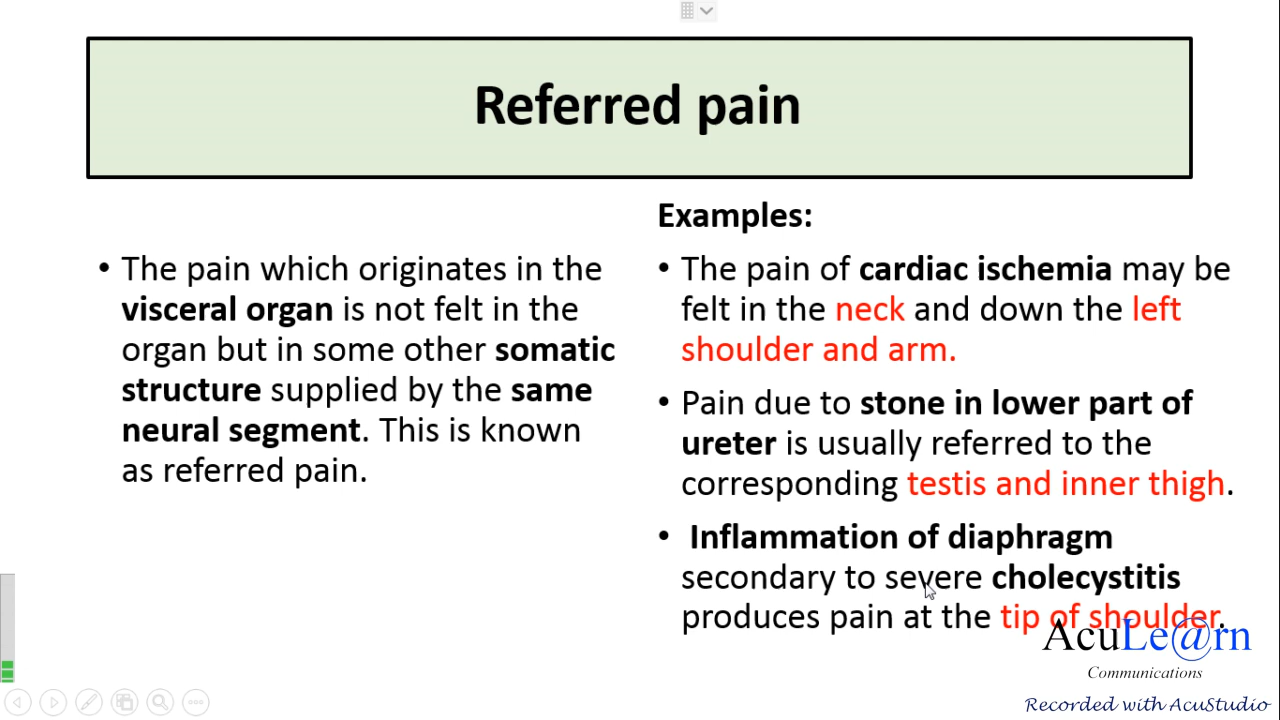 Referred pain
• The pain which originates in the
visceral organ is not felt in the
organ but in some other somatic
structure supplied by the same
neural segment. This is known
as referred pain.
Examples:
• The pain of cardiac ischemia may be
felt in the neck and down the left
shoulder and arm.
• Pain due to stone in lower part of
ureter is usually referred to the
corresponding testis and inner thigh.
• Inflammation of diaphragm
secondary to severe cholecystitis
produces pain at the tip of shoulder.
AcuLe@rn
Communications
Recorded with AcuStudio